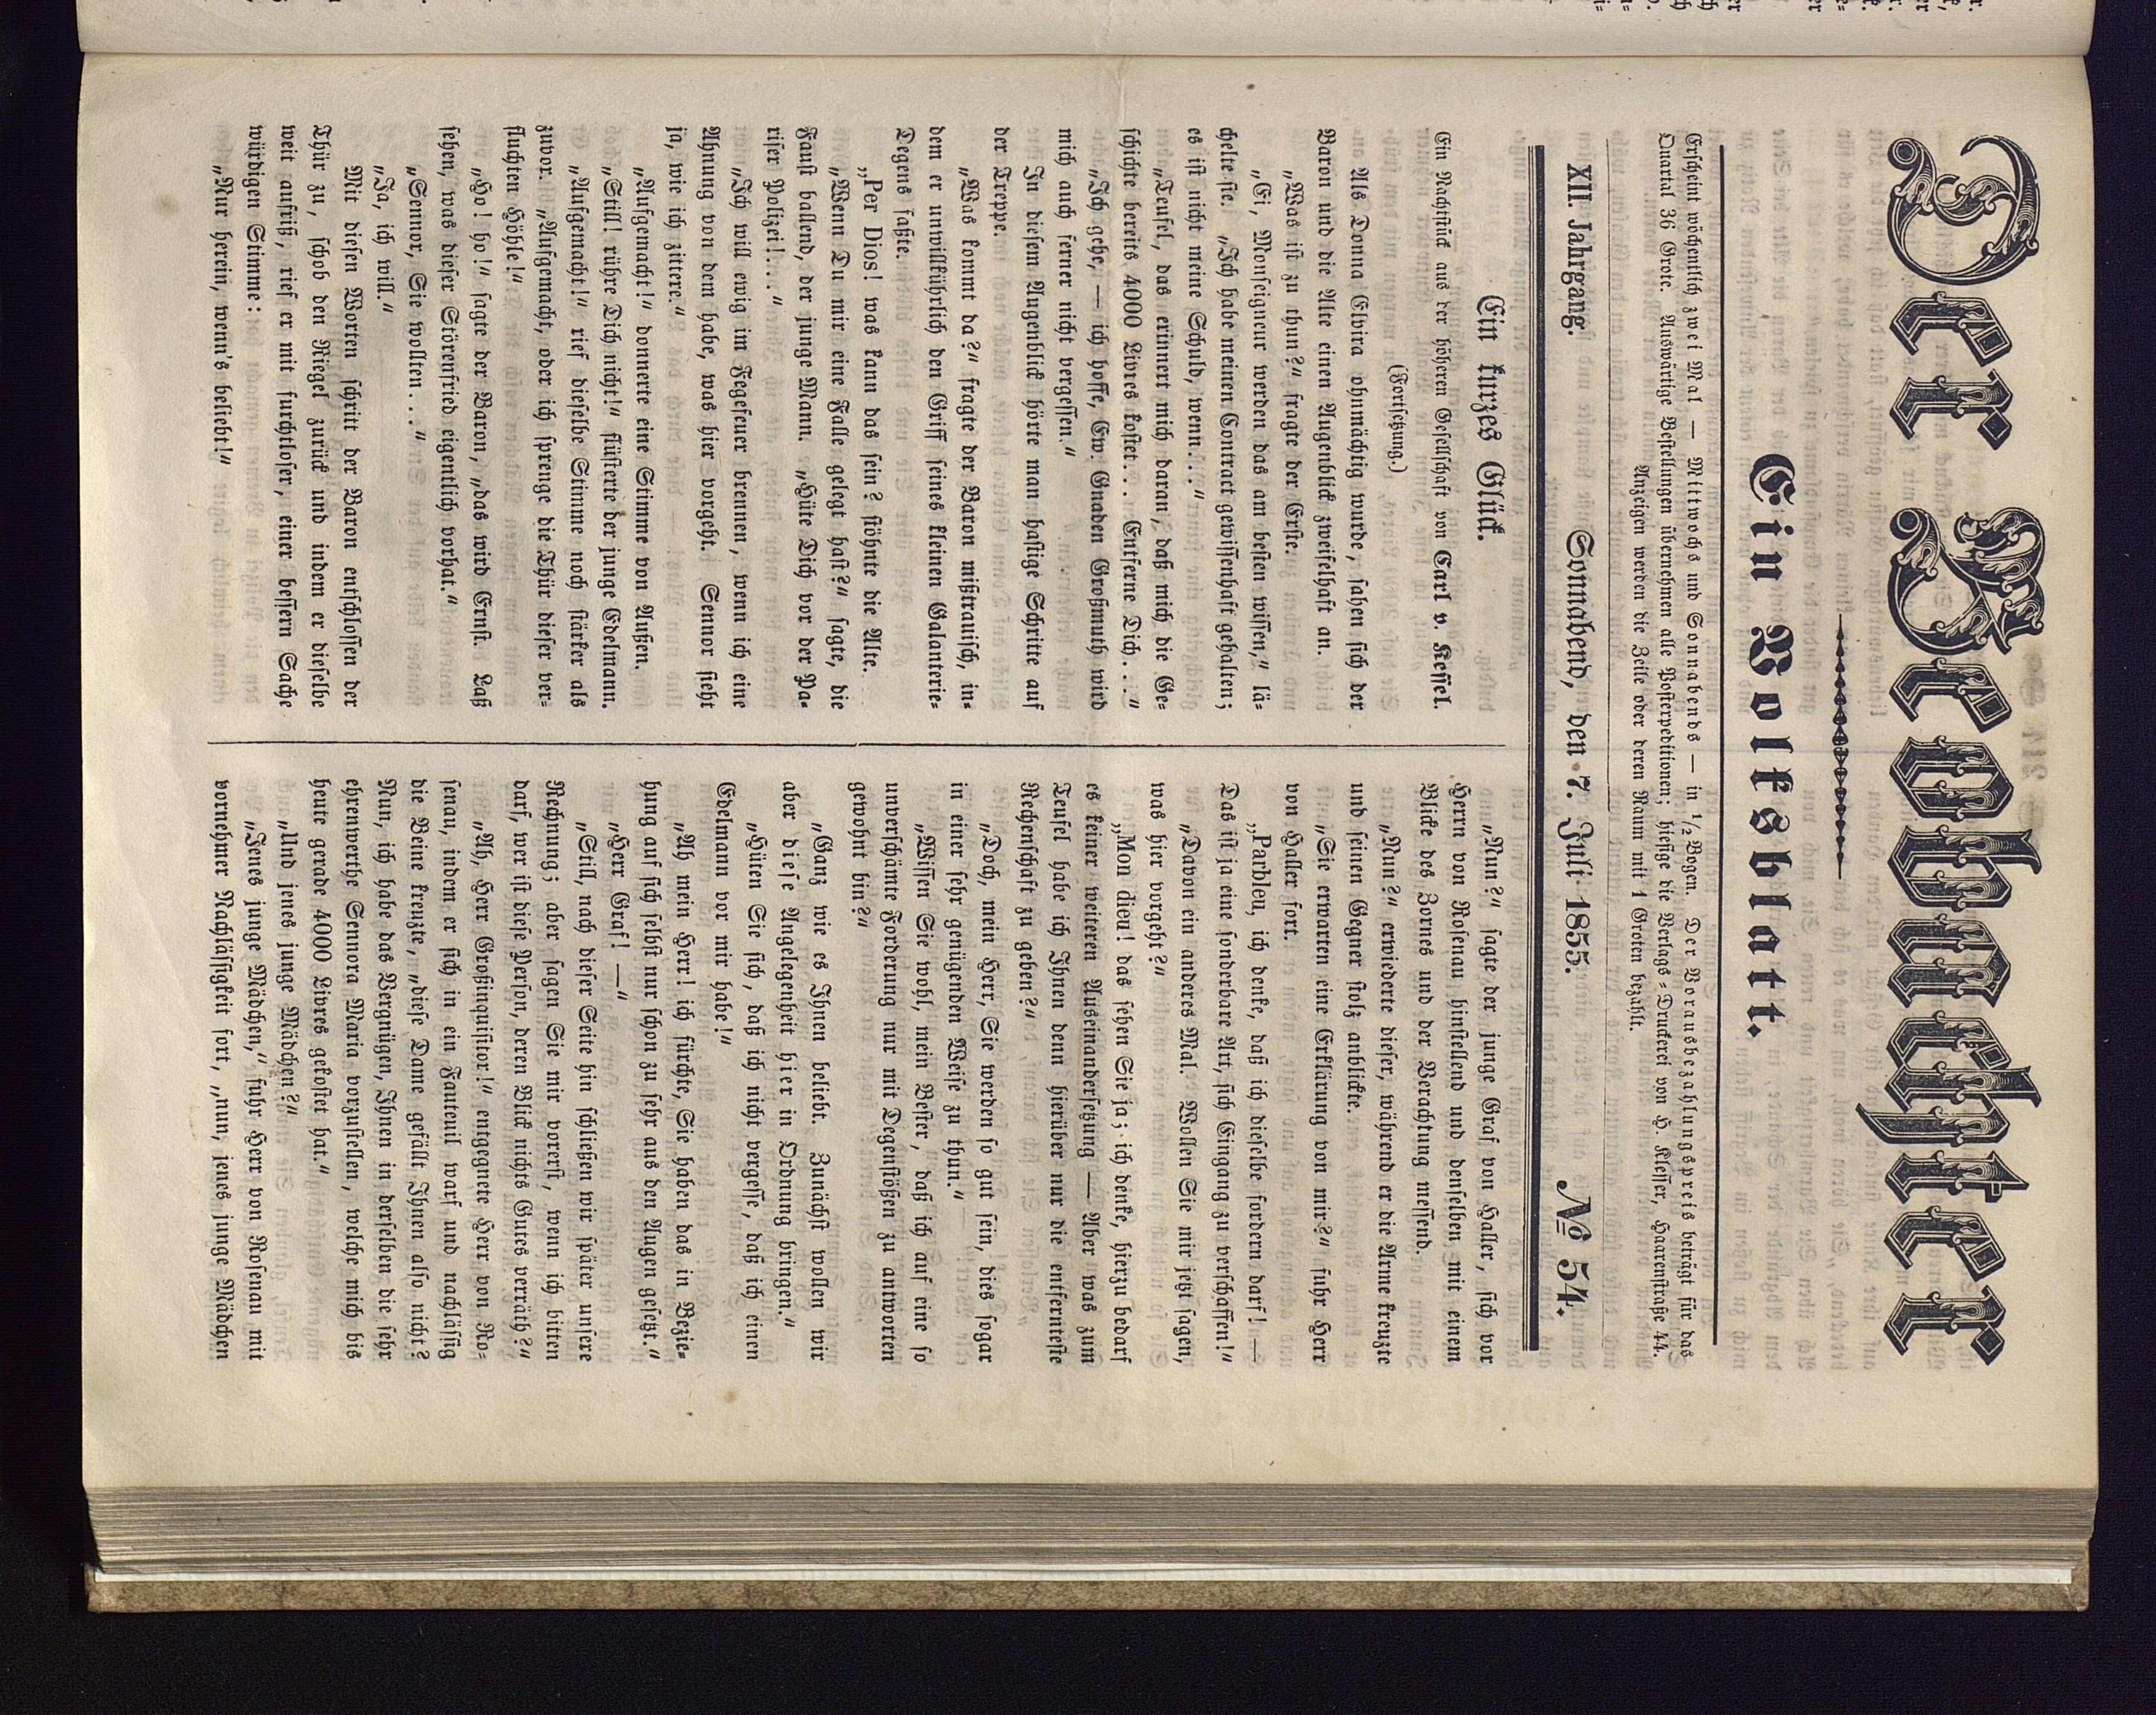 Der Beobachter.
Ein Volksblatt.
Erscheint wöchentlich zwei Mal — Mittwochs und Sonnabends — in ½ Bogen. Der Vorausbezahlungspreis beträgt für das
Quartal 36 Grote. Auswärtige Bestellungen übernehmen alle Postexpeditionen; hiesige die Verlags-Druckerei von H. Klesser, Haarenstraße 44.
Anzeigen werden die Zeile oder deren Raum mit 1 Groten bezahlt.
XII. Jahrgang. Sonnabend, den 7. Juli 1855. № 54.
Ein kurzes Glück.
(Fortsetzung.)
Ein Nachtstück aus der höheren Gesellschaft von Carl v. Kessel.
Als Donna Elvira ohnmächtig wurde, sahen sich der
Baron und die Alte einen Augenblick zweifelhaft an.
„Was ist zu thun?“ fragte der Erste.
„Ei, Monseigneur werden das am besten wissen,“ lä-
chelte sie. „Ich habe meinen Contract gewissenhaft gehalten;
es ist nicht meine Schuld, wenn...“
„Teufel, das erinnert mich daran, daß mich die Ge-
schichte bereits 4000 Livres kostet... Entferne Dich...“
„Ich gehe, — ich hoffe, Ew. Gnaden Großmuth wird
mich auch ferner nicht vergessen.“
In diesem Augenblick hörte man hastige Schritte auf
der Treppe.
„Was kommt da?“ fragte der Baron mißtrauisch, in-
dem er unwillkührlich den Griff seines kleinen Galanterie-
Degens faßte.
„Per Dios! was kann das sein? stöhnte die Alte.
„Wenn Du mir eine Falle gelegt hast?“ sagte, die
Faust ballend, der junge Mann. „Hüte Dich vor der Pa-
riser Polizei!...“
„Ich will ewig im Fegefeuer brennen, wenn ich eine
Ahnung von dem habe, was hier vorgeht. Sennor sieht
ja, wie ich zittere.“
„Aufgemacht!“ donnerte eine Stimme von Außen.
„Still! rühre Dich nicht!“ flüsterte der junge Edelmann.
„Aufgemacht!“ rief dieselbe Stimme noch stärker als
zuvor. „Aufgemacht, oder ich sprenge die Thür dieser ver-
fluchten Höhle!“
„Ho! ho!“ sagte der Baron, „das wird Ernst. Laß
sehen, was dieser Störenfried eigentlich vorhat.“
„Sennor, Sie wollten...“
„Ja, ich will.“
Mit diesen Worten schritt der Baron entschlossen der
Thür zu, schob den Riegel zurück und indem er dieselbe
weit aufriß, rief er mit furchtloser, einer bessern Sache
würdigen Stimme:
„Nur herein, wenn's beliebt!“
„Nun?“ sagte der junge Graf von Haller, sich vor
Herrn von Rosenau hinstellend und denselben mit einem
Blicke des Zornes und der Verachtung messend.
„Nun?“ erwiederte dieser, während er die Arme kreuzte
und seinen Gegner stolz anblickte.
„Sie erwarten eine Erklärung von mir?“ fuhr Herr
von Haller fort.
„Parbleu, ich denke, daß ich dieselbe fordern darf! —
Das ist ja eine sonderbare Art, sich Eingang zu verschaffen!“
„Davon ein anderes Mal. Wollen Sie mir jetzt sagen,
was hier vorgeht?“
„Mon dieu! das sehen Sie ja; ich denke, hierzu bedarf
es keiner weiteren Auseinandersetzung — Aber was zum
Teufel habe ich Ihnen denn hierüber nur die entfernteste
Rechenschaft zu geben?“
„Doch, mein Herr, Sie werden so gut sein, dies sogar
in einer sehr genügenden Weise zu thun.“
„Wissen Sie wohl, mein Bester, daß ich auf eine so
unverschämte Forderung nur mit Degenstößen zu antworten
gewohnt bin?“
„Ganz wie es Ihnen beliebt. Zunächst wollen wir
aber diese Angelegenheit hier in Ordnung bringen.“
„Hüten Sie sich, daß ich nicht vergesse, daß ich einen
Edelmann vor mir habe!“
„Ah mein Herr! ich fürchte, Sie haben das in Bezie-
hung auf sich selbst nur schon zu sehr aus den Augen gesetzt.“
„Herr Graf! —“
„Still, nach dieser Seite hin schließen wir später unsere
Rechnung; aber sagen Sie mir vorerst, wenn ich bitten
darf, wer ist diese Person, deren Blick nichts Gutes verräth?“
„Ah, Herr Großinquisitor!“ entgegnete Herr von Ro-
senau, indem er sich in ein Fauteuil warf und nachläßig
die Beine kreuzte, „diese Dame gefällt Ihnen also nicht?
Nun, ich habe das Vergnügen, Ihnen in derselben die sehr
ehrenwerthe Sennora Maria vorzustellen, welche mich bis
heute gerade 4000 Livres gekostet hat.“
„Und jenes junge Mädchen?“
„Jenes junge Mädchen,“ fuhr Herr von Rosenau mit
vornehmer Nachlässigkeit fort, „nun, jenes junge Mädchen